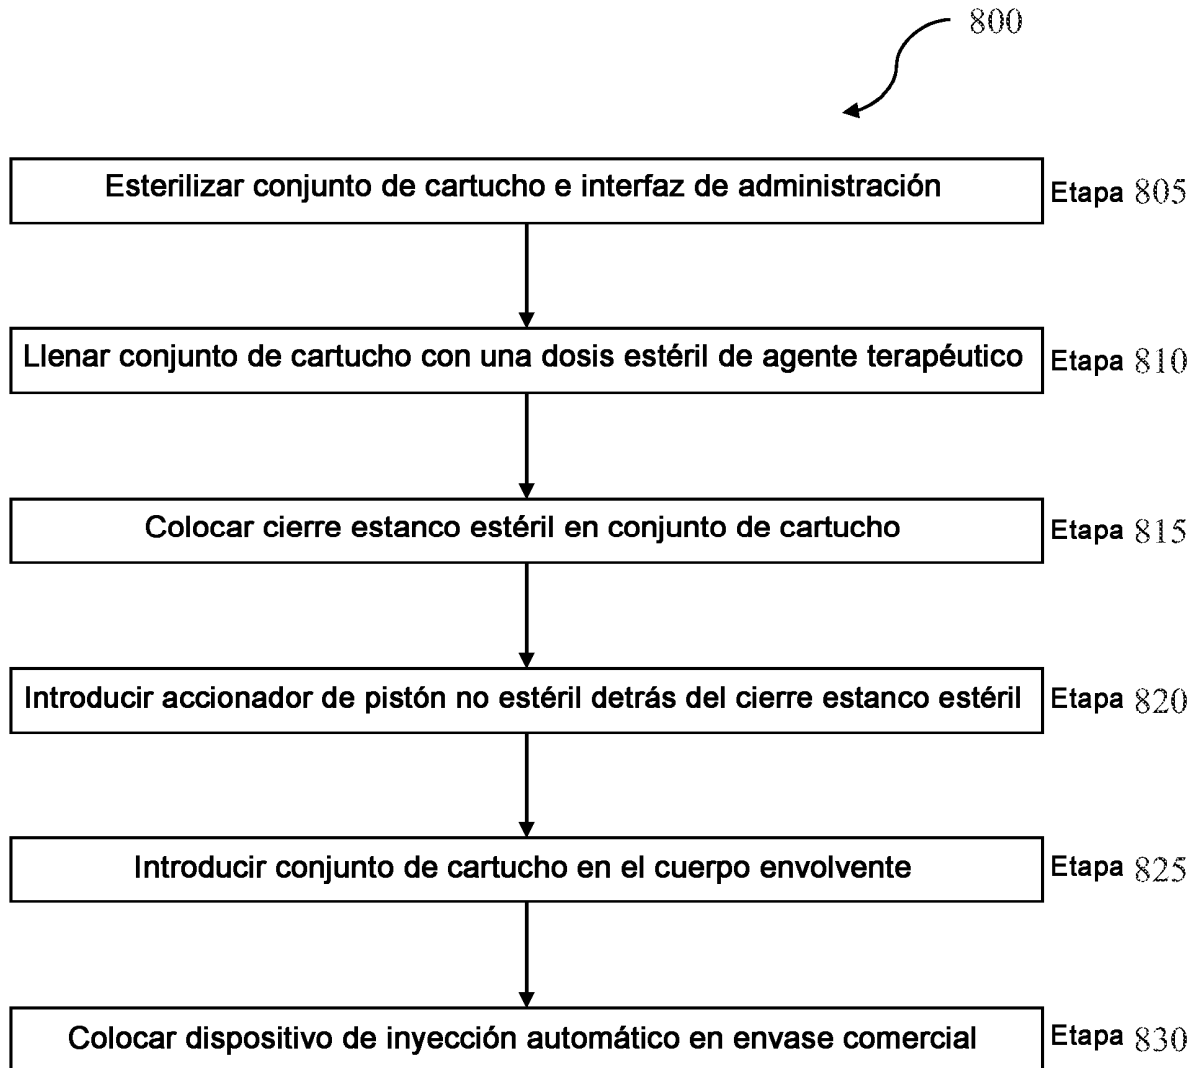 800
Esterilizar conjunto de cartucho e interfaz de administración Etapa 805
Llenar conjunto de cartucho con una dosis estéril de agente terapéutico Etapa 810
Colocar cierre estanco estéril en conjunto de cartucho Etapa 815
Introducir accionador de pistón no estéril detrás del cierre estanco estéril Etapa 820
Introducir conjunto de cartucho en el cuerpo envolvente Etapa 825
Colocar dispositivo de inyección automático en envase comercial Etapa 830